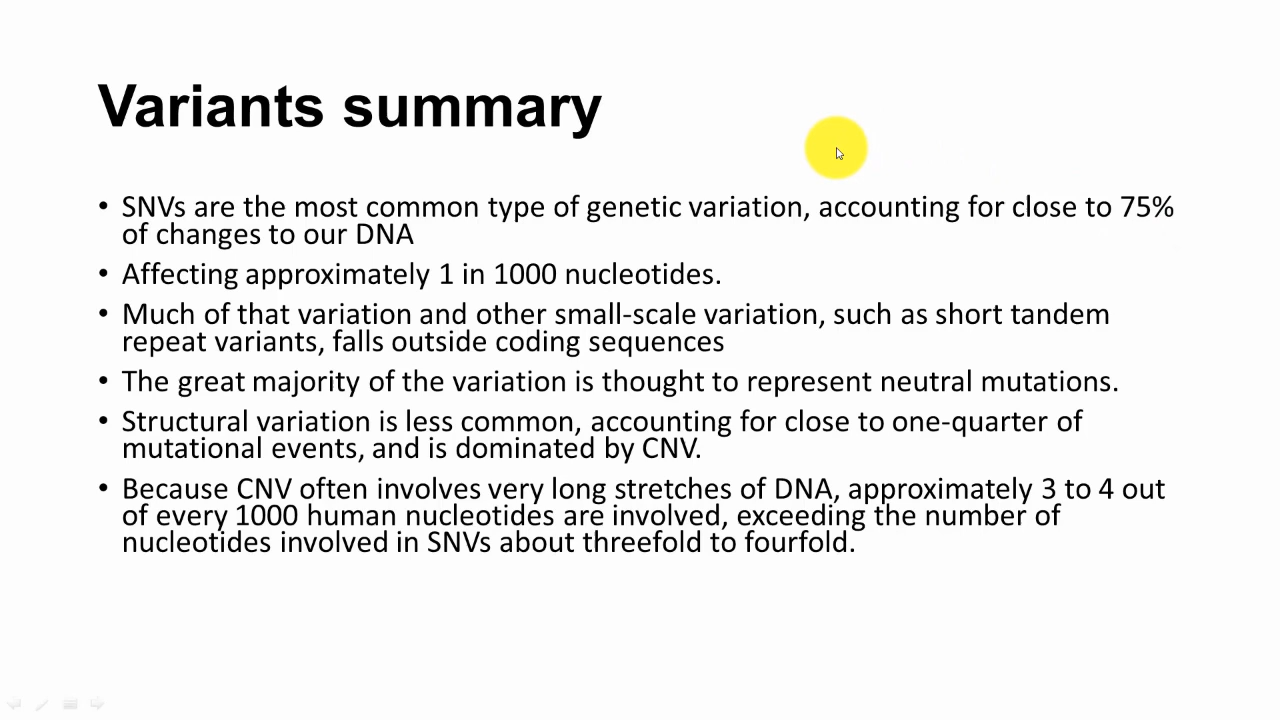 Variants summary
• SNVs are the most common type of genetic variation, accounting for close to 75%
of changes to our DNA
• Affecting approximately 1 in 1000 nucleotides.
• Much of that variation and other small-scale variation, such as short tandem
repeat variants, falls outside coding sequences
• The great majority of the variation is thought to represent neutral mutations.
• Structural variation is less common, accounting for close to one-quarter of
mutational events, and is dominated by CNV.
• Because CNV often involves very long stretches of DNA, approximately 3 to 4 out
of every 1000 human nucleotides are involved, exceeding the number of
nucleotides involved in SNVs about threefold to fourfold.